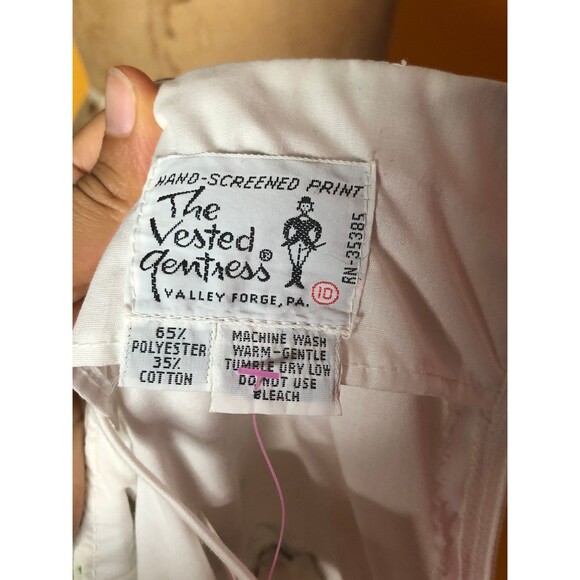 HAND-SCREENED PRINT
The
Vested
Gentress®
VALLEY FORGE, PA.
10
RN-35385
65%
POLYESTER
35%
COTTON
MACHINE WASH
WARM-GENTLE
TUMBLE DRY LOW
DO NOT USE
BLEACH